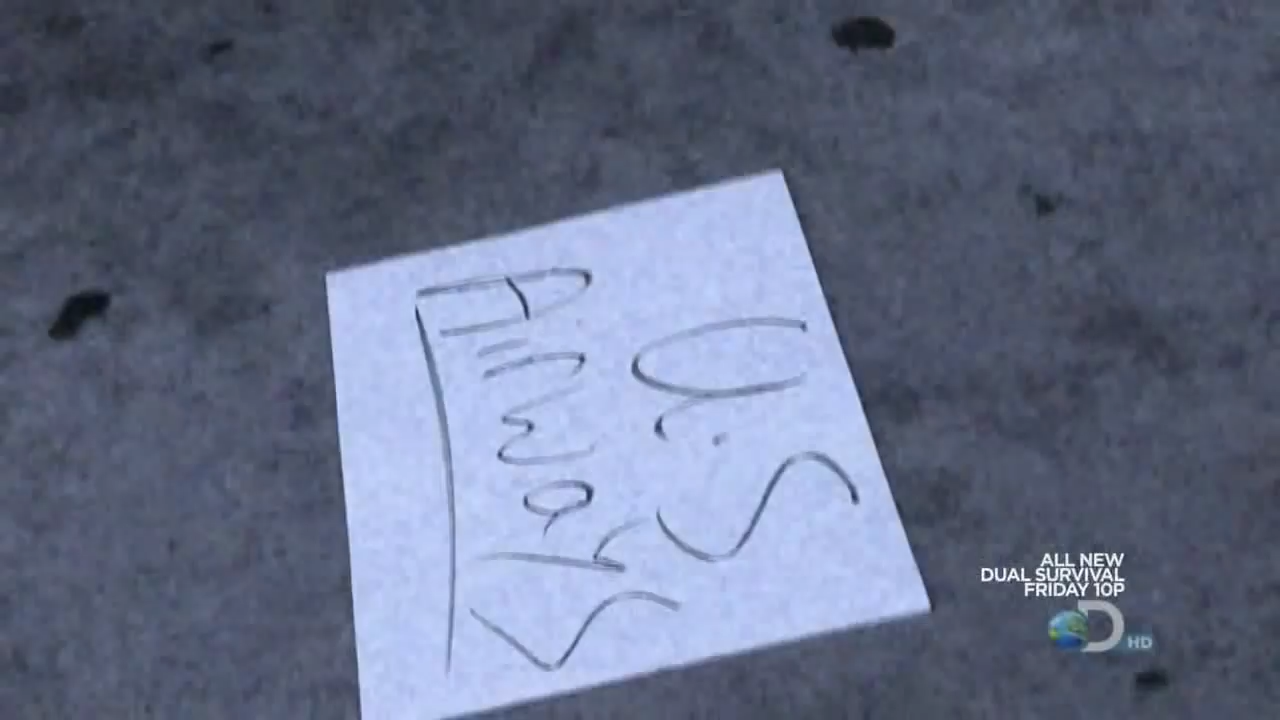 U.S
Airways
ALL NEW
DUAL SURVIVAL
FRIDAY 10P
D HD